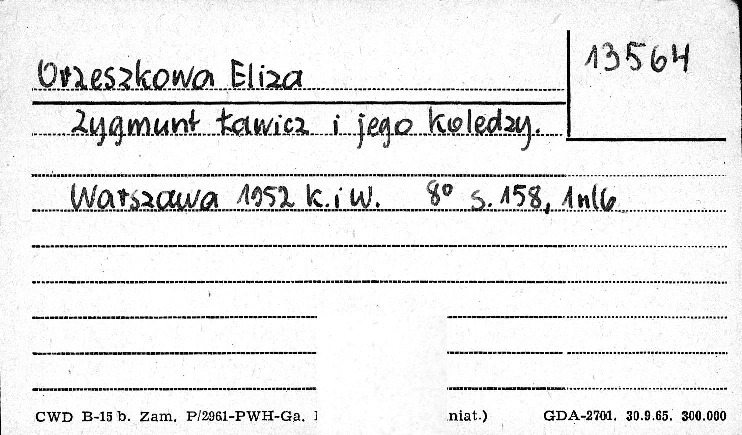 13564
Orzeszkowa Eliza
Zygmunt Ławicz i jego koledzy.
Warszawa 1952 K.i W. 8° s. 158, 1nlb
CWD B-15 b. Zam. P/2961-PWH-Ga. niat.) GDA-2701. 30.9.65. 300.000